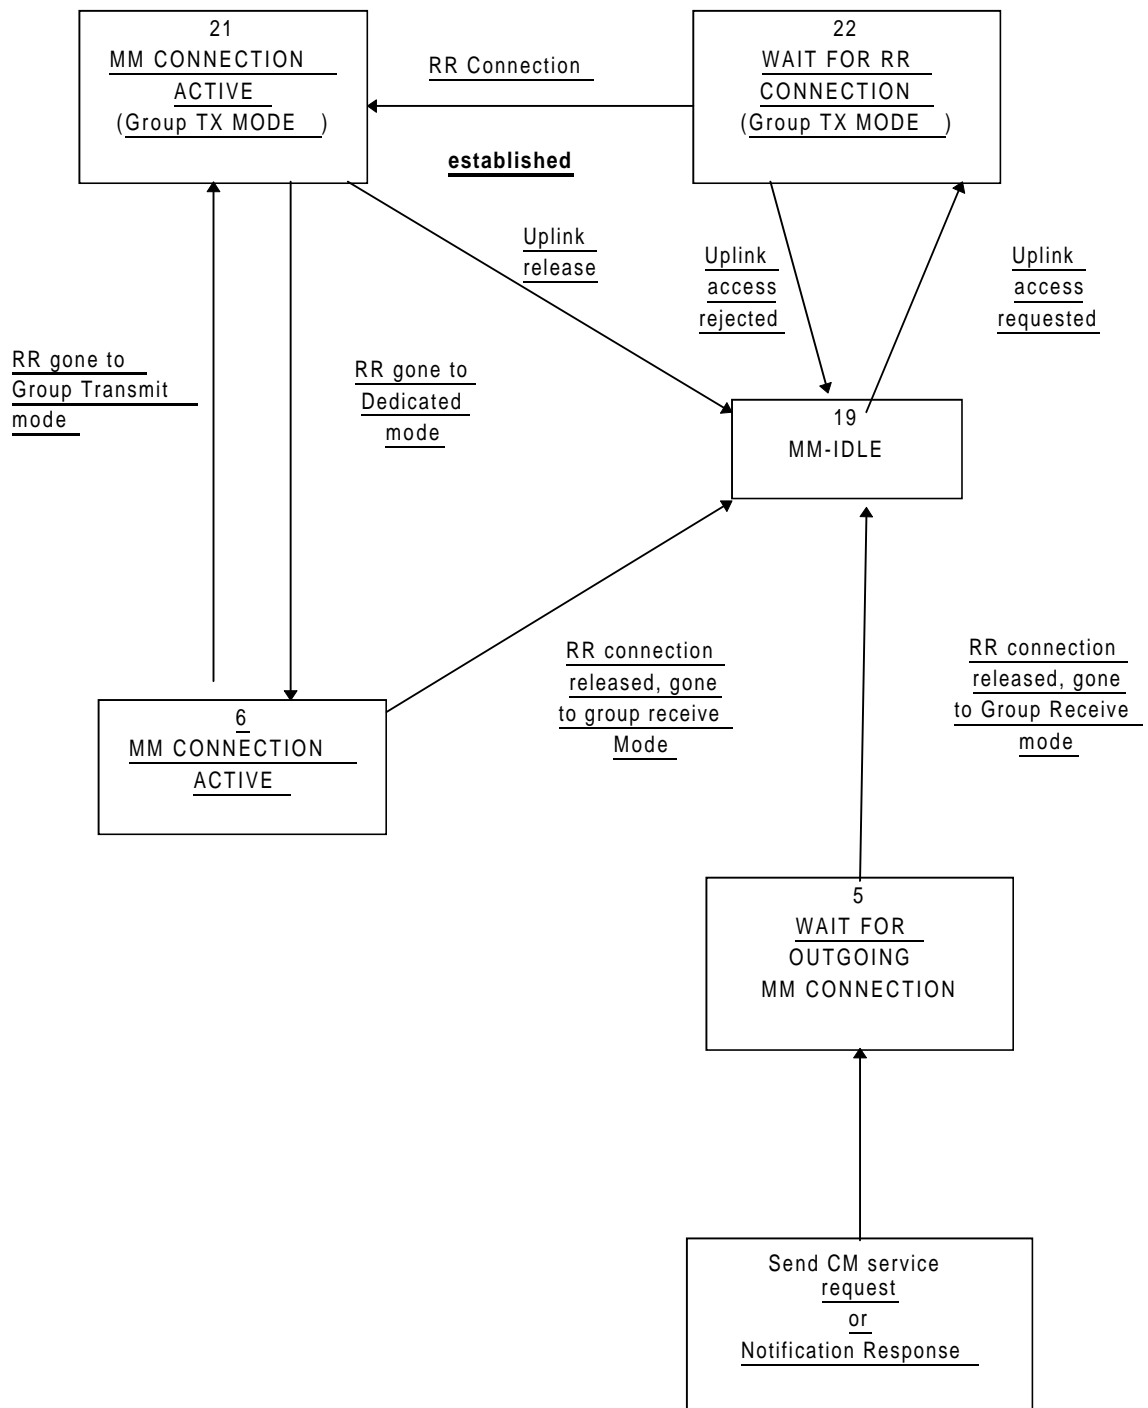 21
MM CONNECTION
ACTIVE
(Group TX MODE )
22
WAIT FOR RR
CONNECTION
(Group TX MODE )
RR Connection
established
Uplink
release
Uplink
access
rejected
Uplink
access
requested
RR gone to
Group Transmit
mode
RR gone to
Dedicated
mode
19
MM-IDLE
RR connection
released, gone
to group receive
Mode
RR connection
released, gone
to Group Receive
mode
6
MM CONNECTION
ACTIVE
5
WAIT FOR
OUTGOING
MM CONNECTION
Send CM service
request
or
Notification Response